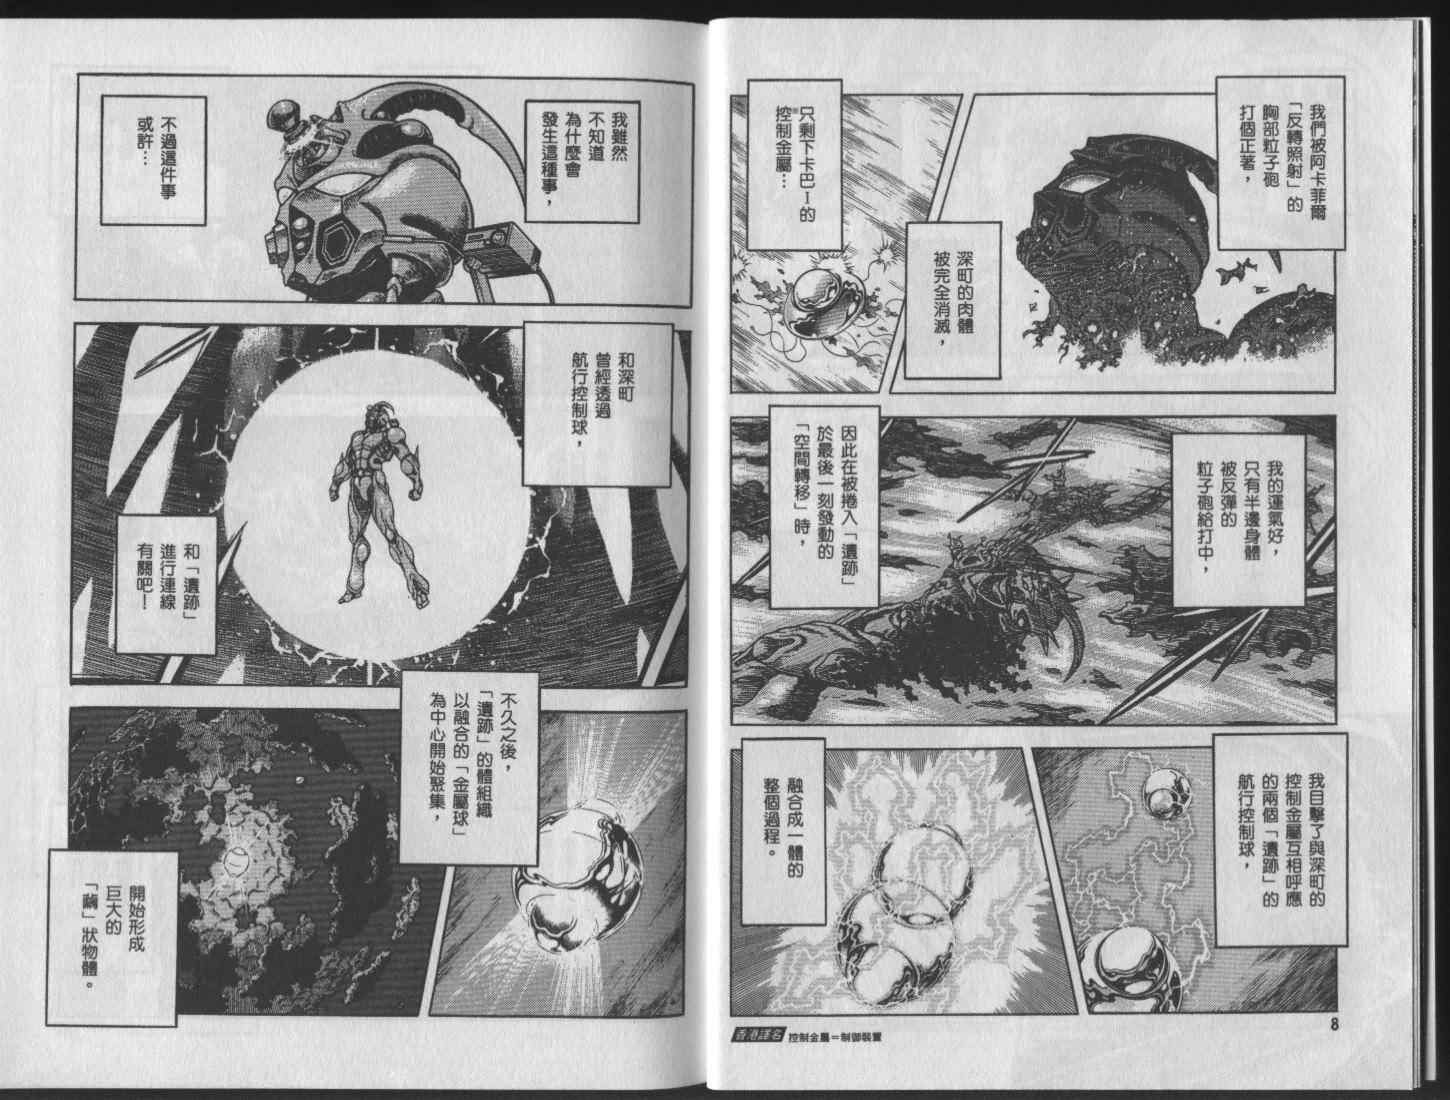 我們被阿卡菲爾
「反轉照射」的
胸部粒子砲
打個正著，
深町的肉體
被完全消滅，
只剩下卡巴I的
※控制金屬…
我的運氣好，
只有半邊身體
被反彈的
粒子砲給打中，
因此在被捲入「遺跡」
於最後一刻發動的
「空間轉移」時，
我目擊了與深町的
控制金屬互相呼應
的兩個「遺跡」的
航行控制球，
融合成一體的
整個過程。
8
香港譯名 控制金屬＝制御裝置
我雖然
不知道
為什麼會
發生這種事，
不過這件事
或許…
和深町
曾經透過
航行控制球，
和「遺跡」
進行連線
有關吧！
不久之後，
「遺跡」的體組織
以融合的「金屬球」
為中心開始聚集，
開始形成
巨大的
「繭」狀物體。